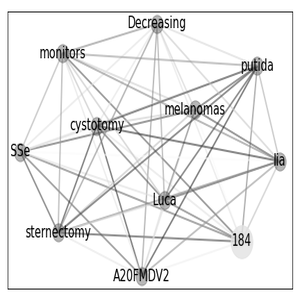 Decreasing
monitors
putida
melanomas
cystotomy
SSe
lia
Luca
sternectomy
184
A20FMDV2